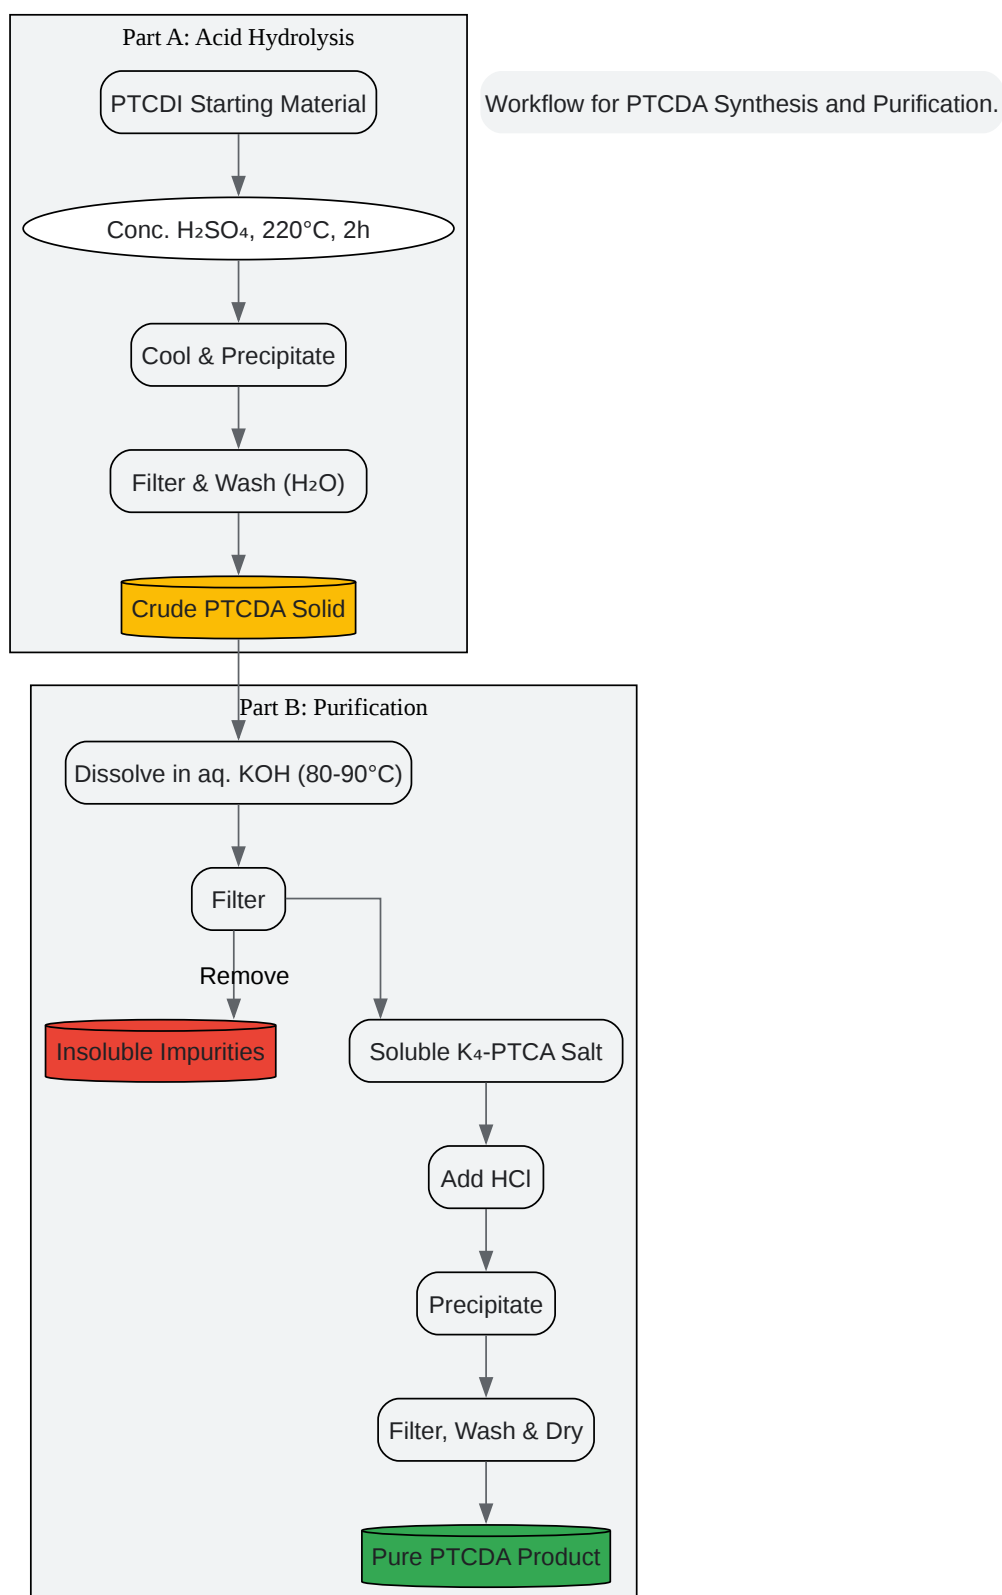 Part A: Acid Hydrolysis
PTCDI Starting Material
Workflow for PTCDA Synthesis and Purification.
Conc. H₂SO₄, 220°C, 2h
Cool & Precipitate
Filter & Wash (H₂O)
Crude PTCDA Solid
Part B: Purification
Dissolve in aq. KOH (80-90°C)
Filter
Remove
Insoluble Impurities
Soluble K₄-PTCA Salt
Add HCl
Precipitate
Filter, Wash & Dry
Pure PTCDA Product